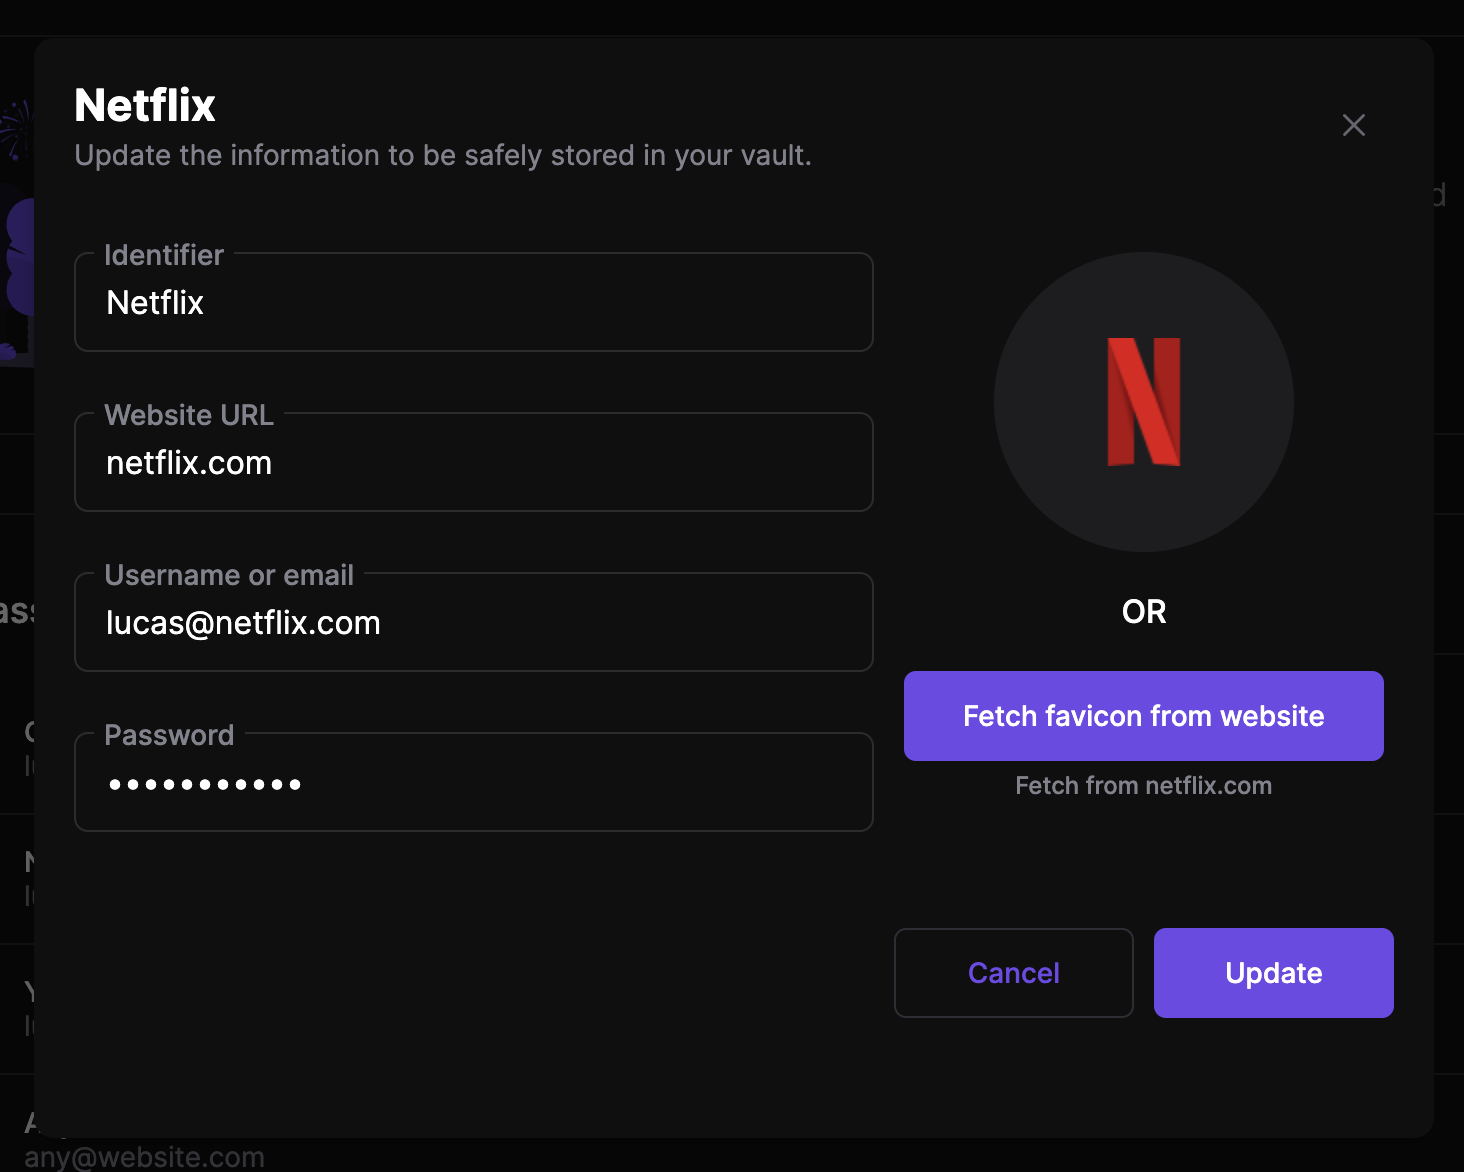 Netflix
Update the information to be safely stored in your vault.
Identifier
Netflix
Website URL
netflix.com
Username or email
lucas@netflix.com
Password
OR
Fetch favicon from website
Fetch from netflix.com
Cancel
Update
any@website.com